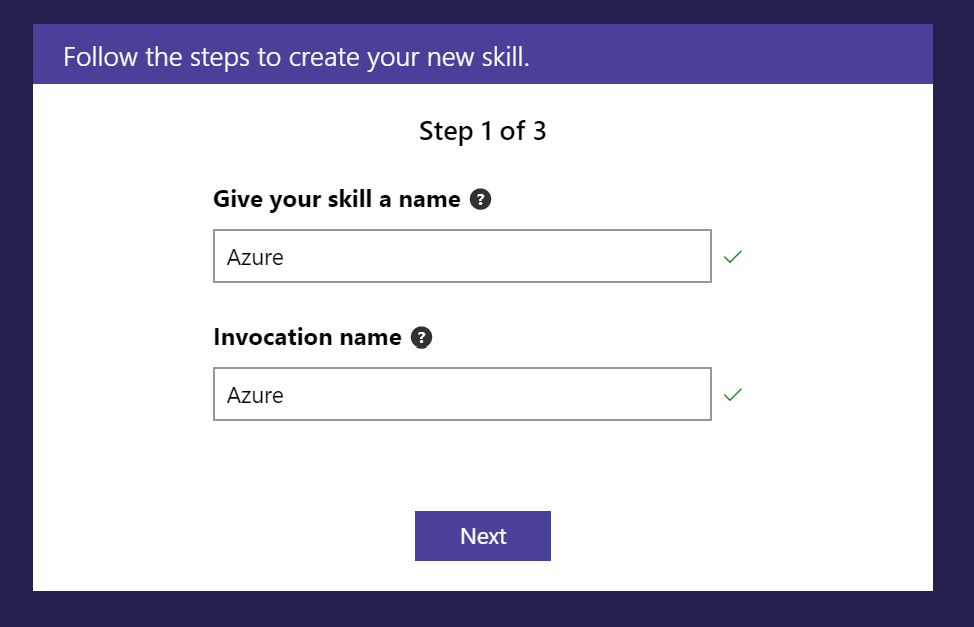 Follow the steps to create your new skill.
Step 1 of 3
Give your skill a name ?
Azure
Invocation name ?
Azure
Next